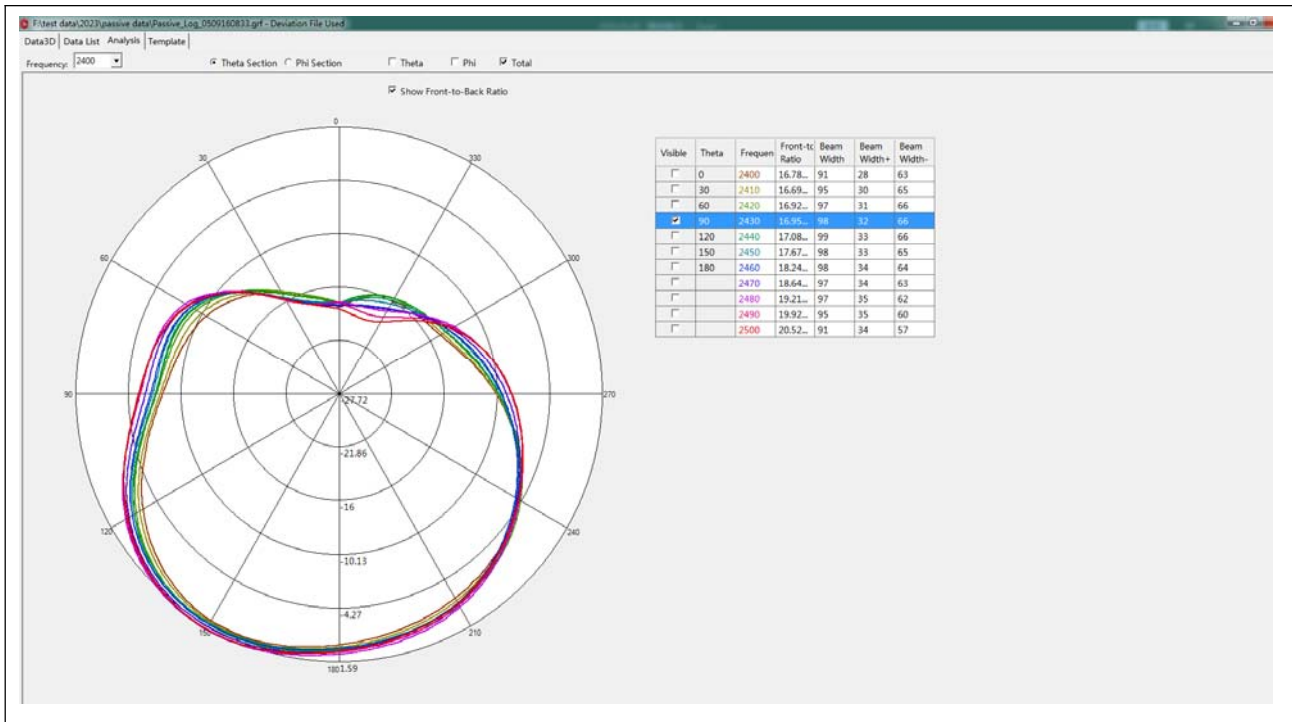 F:\test data\2023\passive data\Passive_Log_0509160833.grf - Deviation File Used
Data3D Data List Analysis Template
Frequency: 2400 Theta Section Phi Section Theta Phi Total
Show Front-to-Back Ratio
0
30 330
60 300
90 270
120 240
150 210
180
-27.72
-21.86
-16
-10.13
-4.27
1.59
Visible Theta Frequen Front-tc Ratio Beam Width Beam Width+ Beam Width-
0 2400 16.78... 91 28 63
30 2410 16.69... 95 30 65
60 2420 16.92... 97 31 66
90 2430 16.95... 98 32 66
120 2440 17.08... 99 33 66
150 2450 17.67... 98 33 65
180 2460 18.24... 98 34 64
2470 18.64... 97 34 63
2480 19.21... 97 35 62
2490 19.92... 95 35 60
2500 20.52... 91 34 57